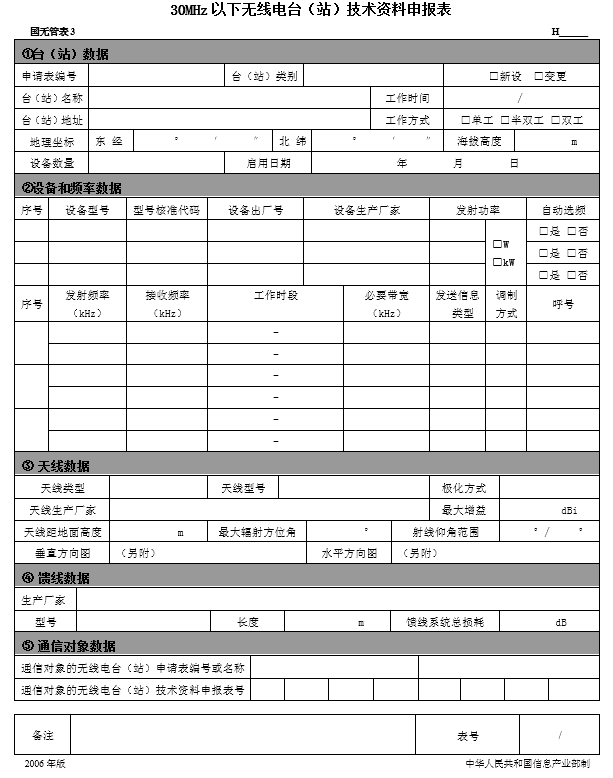 30MHz 以下无线电台（站）技术资料申报表
国无管表3 H______
①台（站）数据
申请表编号 台（站）类别 □新设 □变更
台（站）名称 工作时间 /
台（站）地址 工作方式 □单工 □半双工 □双工
地理坐标 东 经 ° ′ ″ 北 纬 ° ′ ″ 海拔高度 m
设备数量 启用日期 年 月 日
②设备和频率数据
序号 设备型号 型号核准代码 设备出厂号 设备生产厂家 发射功率 自动选频
□是 □否
□W
□是 □否
□kW
□是 □否
序号 发射频率（kHz） 接收频率（kHz） 工作时段 必要带宽（kHz） 发送信息类型 调制方式 呼号
–
–
–
–
–
–
③ 天线数据
天线类型 天线型号 极化方式
天线生产厂家 最大增益 dBi
天线距地面高度 m 最大辐射方位角 ° 射线仰角范围 ° / °
垂直方向图 （另附） 水平方向图 （另附）
④ 馈线数据
生产厂家
型号 长度 m 馈线系统总损耗 dB
⑤ 通信对象数据
通信对象的无线电台（站）申请表编号或名称
通信对象的无线电台（站）技术资料申报表号
备注 表号 /
2006 年版 中华人民共和国信息产业部制